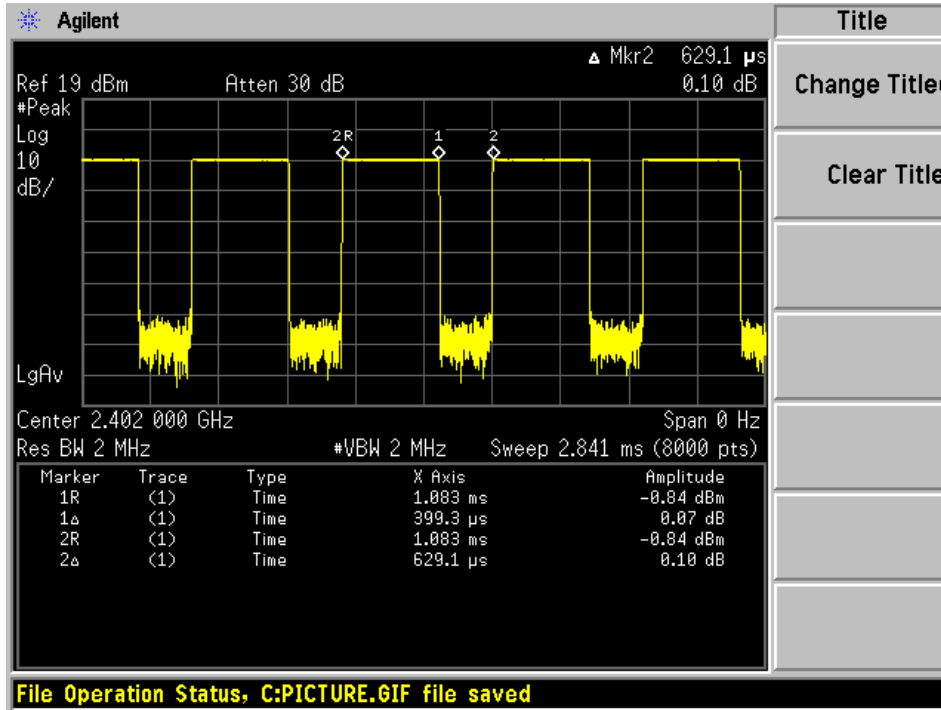 Agilent
Title
Δ Mkr2 629.1 µs
Ref 19 dBm Atten 30 dB 0.10 dB
Change Title
#Peak
Log
10
dB/
2R 1 2
Clear Title
LgAv
Center 2.402 000 GHz Span 0 Hz
Res BW 2 MHz #VBW 2 MHz Sweep 2.841 ms (8000 pts)
Marker Trace Type X Axis Amplitude
1R (1) Time 1.083 ms -0.84 dBm
1Δ (1) Time 399.3 µs 0.07 dB
2R (1) Time 1.083 ms -0.84 dBm
2Δ (1) Time 629.1 µs 0.10 dB
File Operation Status, C:PICTURE.GIF file saved